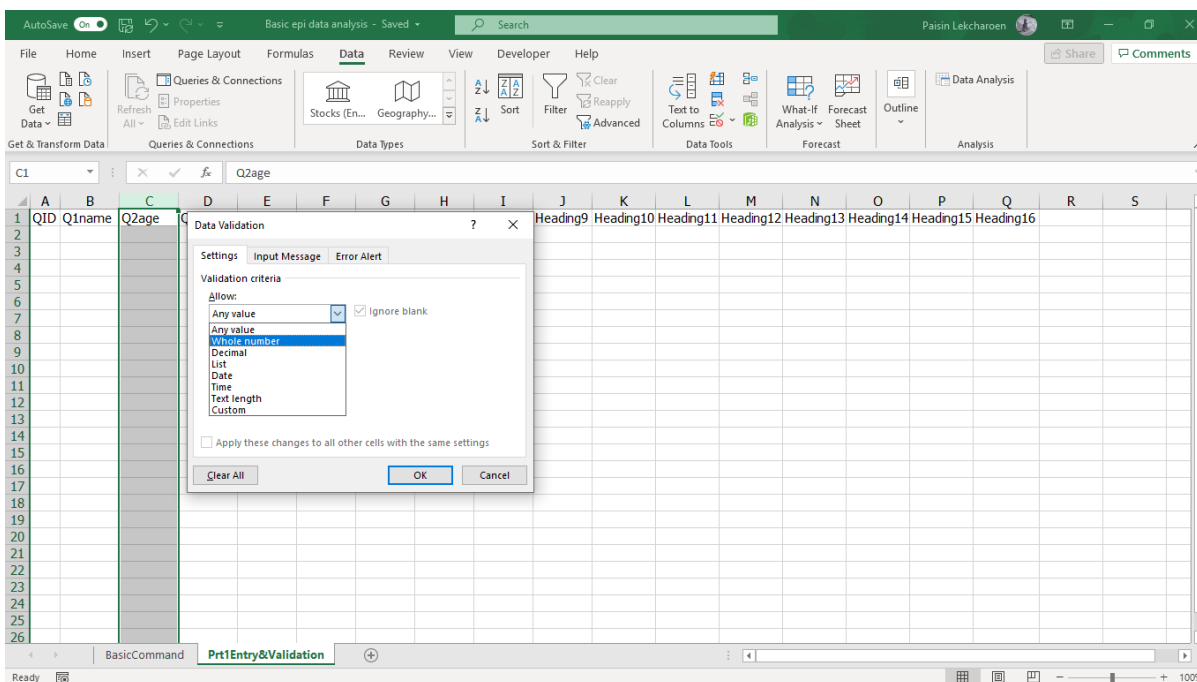 AutoSave On Basic epi data analysis - Saved Search Paisin Lekcharoen
File Home Insert Page Layout Formulas Data Review View Developer Help Share Comments
Get Data
Refresh All
Queries & Connections
Properties
Edit Links
Stocks (En... Geography...
Sort
Filter
Clear
Reapply
Advanced
Text to Columns
What-If Analysis
Forecast Sheet
Outline
Data Analysis
Get & Transform Data Queries & Connections Data Types Sort & Filter Data Tools Forecast Analysis
C1 fx Q2age
A B C D E F G H I J K L M N O P Q R S
1 QID Q1name Q2age Heading9 Heading10 Heading11 Heading12 Heading13 Heading14 Heading15 Heading16
2
3
4
5
6
7
8
9
10
11
12
13
14
15
16
17
18
19
20
21
22
23
24
25
26
Data Validation ?
Settings Input Message Error Alert
Validation criteria
Allow:
Any value Ignore blank
Any value
Whole number
Decimal
List
Date
Time
Text length
Custom
Apply these changes to all other cells with the same settings
Clear All OK Cancel
BasicCommand Prt1Entry&Validation
Ready